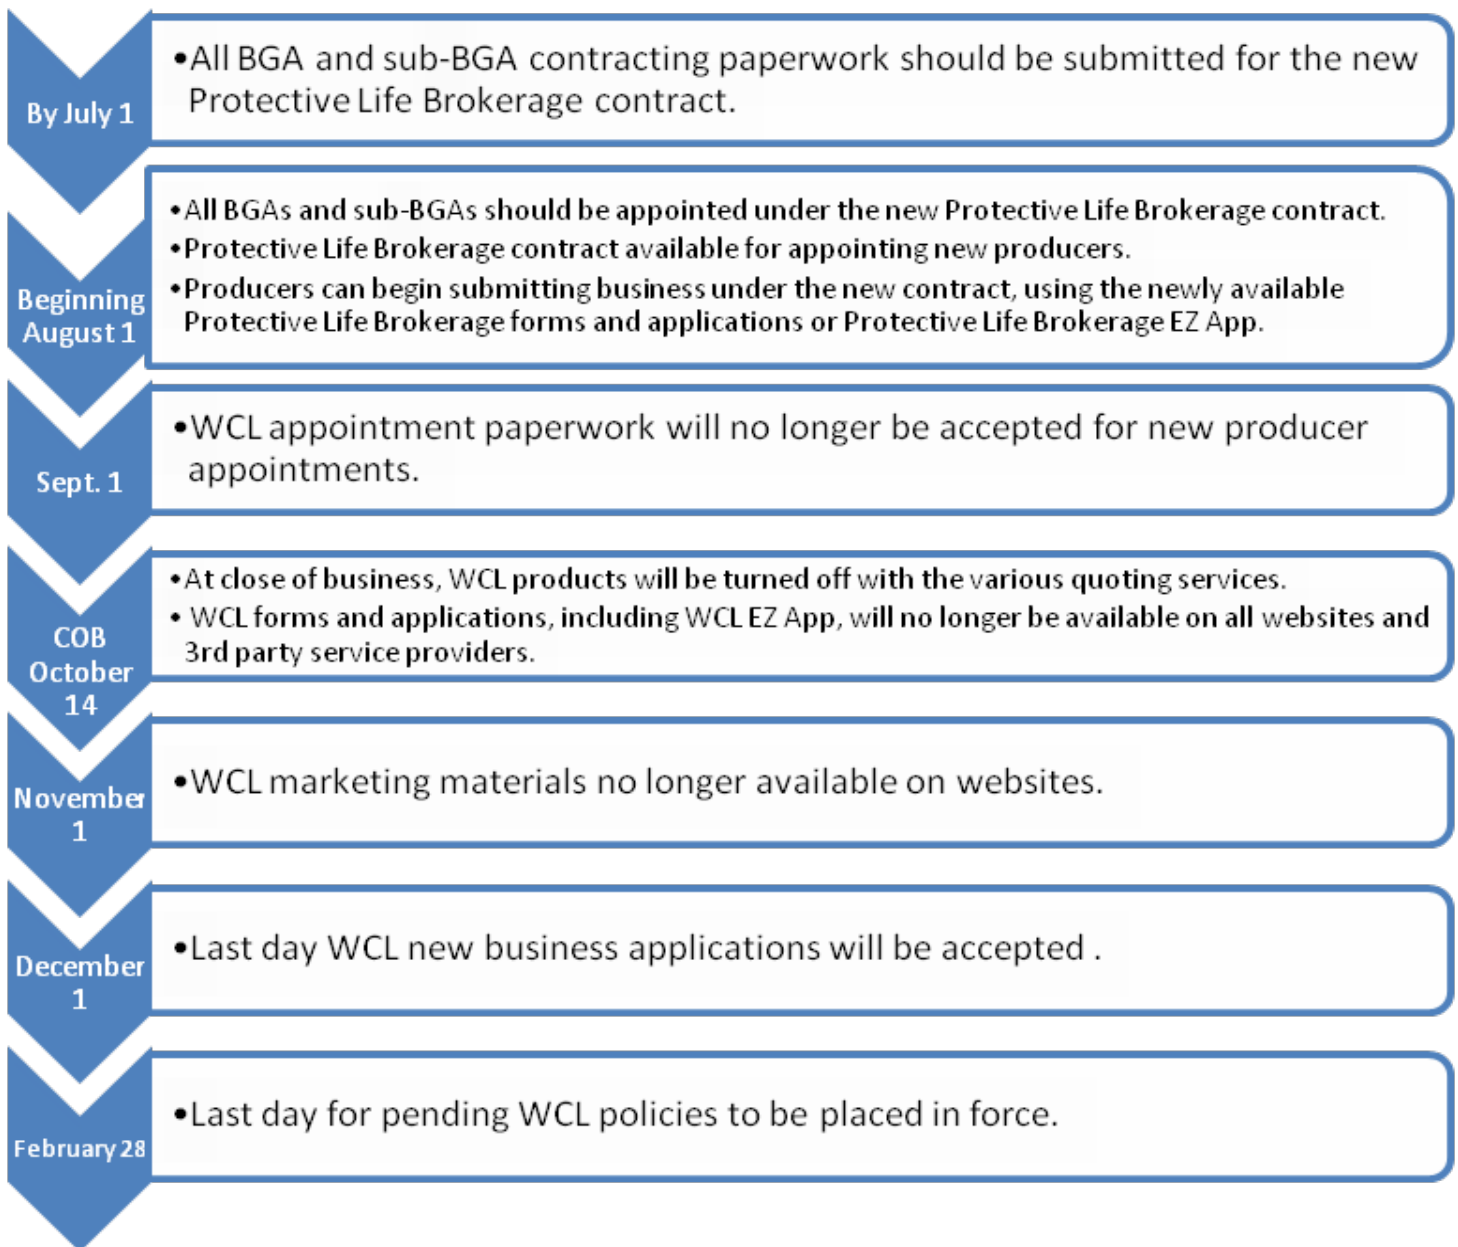 By July 1
•All BGA and sub-BGA contracting paperwork should be submitted for the new
Protective Life Brokerage contract.
Beginning
August 1
•All BGAs and sub-BGAs should be appointed under the new Protective Life Brokerage contract.
•Protective Life Brokerage contract available for appointing new producers.
•Producers can begin submitting business under the new contract, using the newly available
Protective Life Brokerage forms and applications or Protective Life Brokerage EZ App.
Sept. 1
•WCL appointment paperwork will no longer be accepted for new producer
appointments.
COB
October
14
•At close of business, WCL products will be turned off with the various quoting services.
• WCL forms and applications, including WCL EZ App, will no longer be available on all websites and
3rd party service providers.
November
1
•WCL marketing materials no longer available on websites.
December
1
•Last day WCL new business applications will be accepted .
February 28
•Last day for pending WCL policies to be placed in force.